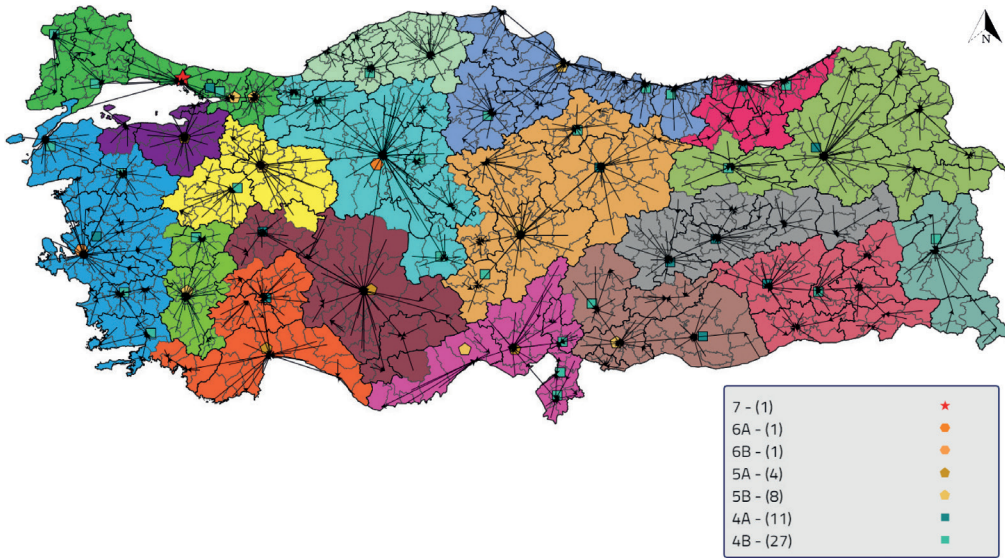 N
7 - (1)
6A - (1)
6B - (1)
5A - (4)
5B - (8)
4A - (11)
4B - (27)